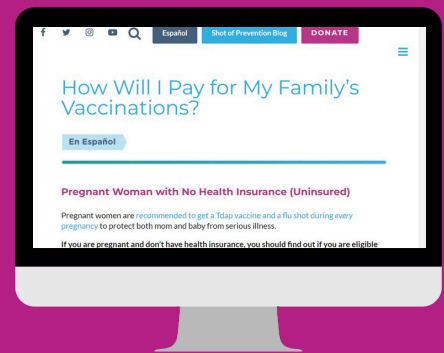 Español Shot of Prevention Blog DONATE
How Will I Pay for My Family's
Vaccinations?
En Español
Pregnant Woman with No Health Insurance (Uninsured)
Pregnant women are recommended to get a Tdap vaccine and a flu shot during every
pregnancy to protect both mom and baby from serious illness.
If you are pregnant and don't have health insurance, you should find out if you are eligible